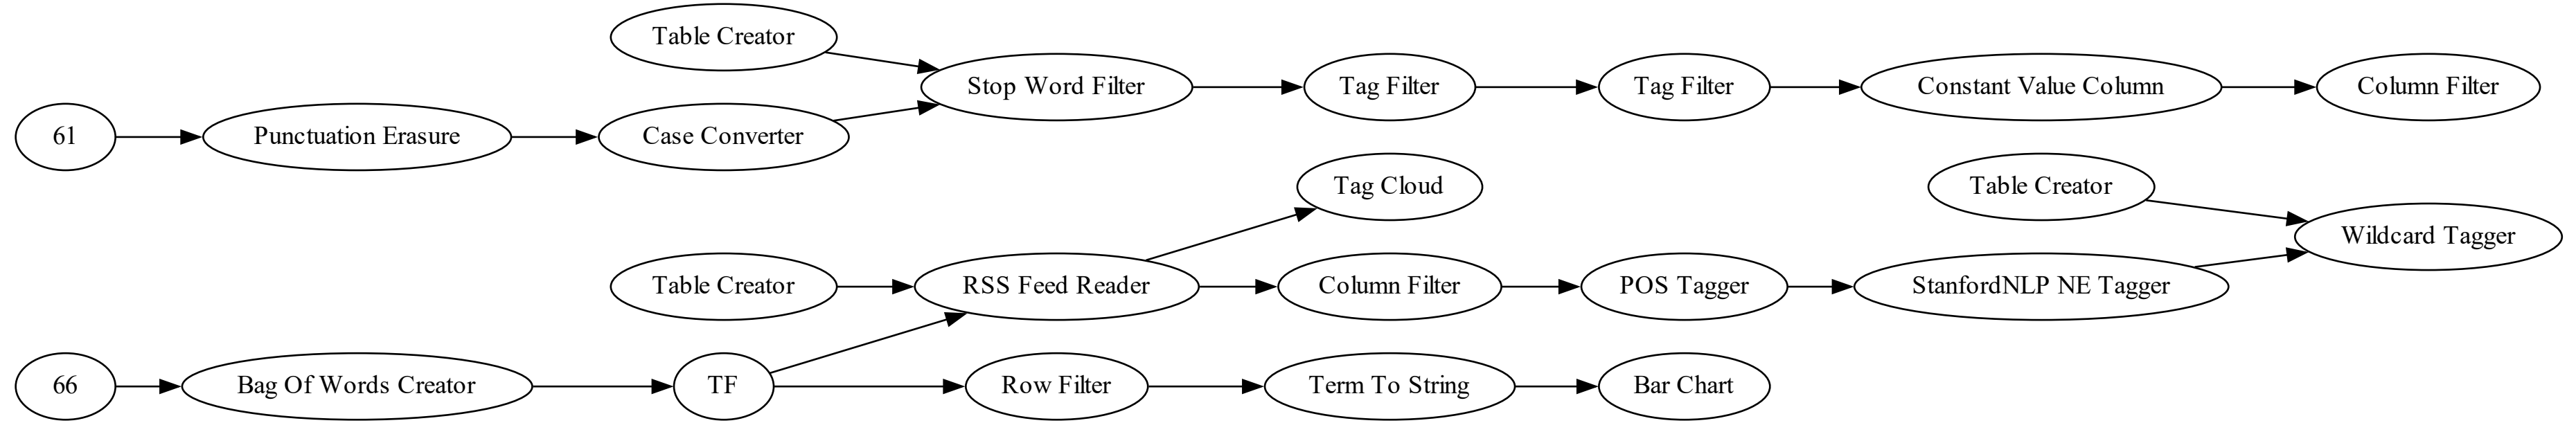 Table Creator
Stop Word Filter
Tag Filter
Tag Filter
Constant Value Column
Column Filter
61
Punctuation Erasure
Case Converter
Tag Cloud
Table Creator
Wildcard Tagger
Table Creator
RSS Feed Reader
Column Filter
POS Tagger
StanfordNLP NE Tagger
66
Bag Of Words Creator
TF
Row Filter
Term To String
Bar Chart